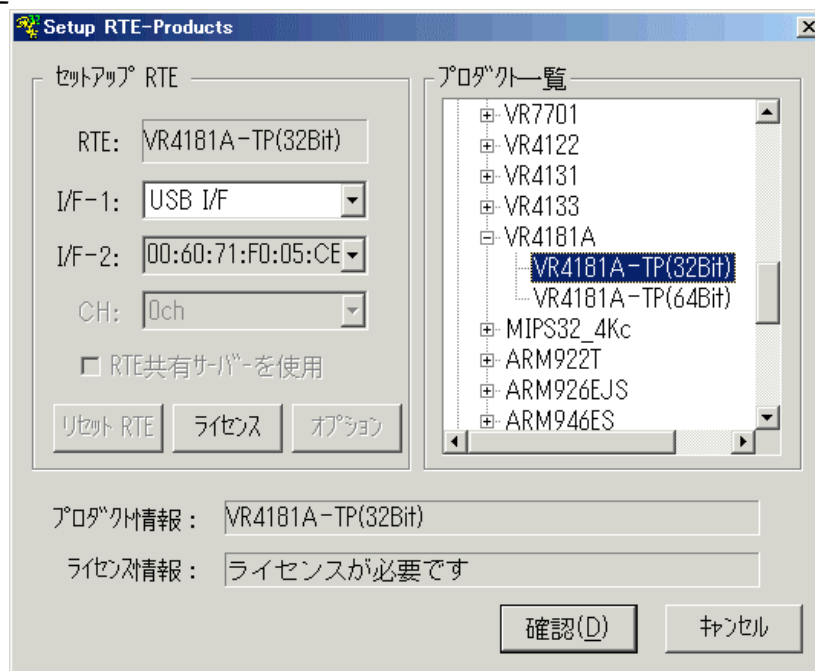 Setup RTE-Products
ｾｯﾄｱｯﾌﾟ RTE
RTE: VR4181A-TP(32Bit)
I/F-1: USB I/F
I/F-2: 00:60:71:F0:05:CE
CH: 0ch
RTE共有ｻｰﾊﾞｰを使用
ﾘｾｯﾄ RTE
ﾗｲｾﾝｽ
ｵﾌﾟｼｮﾝ
ﾌﾟﾛﾀﾞｸﾄ一覧
VR7701
VR4122
VR4131
VR4133
VR4181A
VR4181A-TP(32Bit)
VR4181A-TP(64Bit)
MIPS32_4Kc
ARM922T
ARM926EJS
ARM946ES
ﾌﾟﾛﾀﾞｸﾄ情報： VR4181A-TP(32Bit)
ﾗｲｾﾝｽ情報： ライセンスが必要です
確認(D)
ｷｬﾝｾﾙ